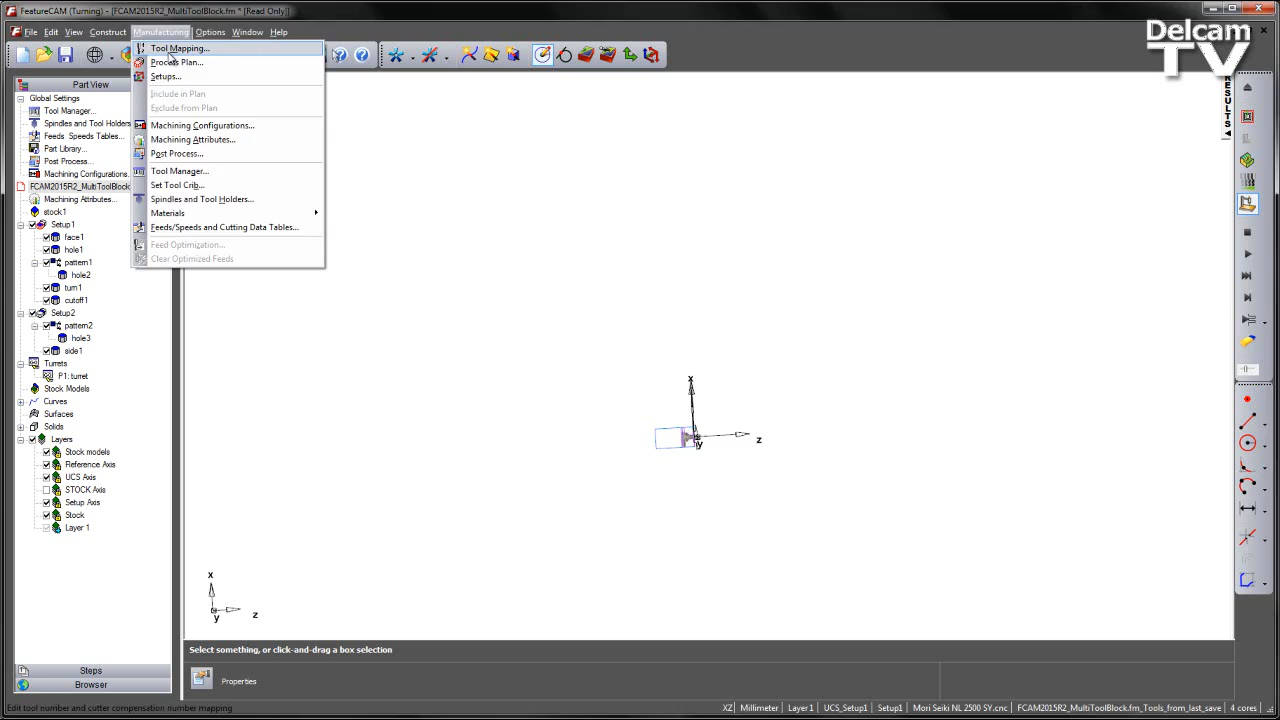 FeatureCAM (Turning) - [FCAM2015R2_MultiToolBlock.fm * [Read Only]]
File Edit View Construct Manufacturing Options Window Help
Delcam
TV
Tool Mapping...
Process Plan...
Setups...
Include in Plan
Exclude from Plan
Machining Configurations...
Machining Attributes...
Post Process...
Tool Manager...
Set Tool Crib...
Spindles and Tool Holders...
Materials
Feeds/Speeds and Cutting Data Tables...
Feed Optimization...
Clear Optimized Feeds
Part View
Global Settings
Tool Manager...
Spindles and Tool Holders
Feeds Speeds Tables...
Part Library...
Post Process...
Machining Configurations.
FCAM2015R2_MultiToolBlock
Machining Attributes...
stock1
Setup1
face1
hole1
pattern1
hole2
turn1
cutoff1
Setup2
pattern2
hole3
side1
Turrets
P1: turret
Stock Models
Curves
Surfaces
Solids
Layers
Stock models
Reference Axis
UCS Axis
STOCK Axis
Setup Axis
Stock
Layer 1
Steps
Browser
RESULTS
x
z
y
x
z
y
Select something, or click-and-drag a box selection
Properties
Edit tool number and cutter compensation number mapping
XZ Millimeter Layer 1 UCS_Setup1 Setup1 Mori Seiki NL 2500 SY.cnc FCAM2015R2_MultiToolBlock.fm_Tools_from_last_save 4 cores